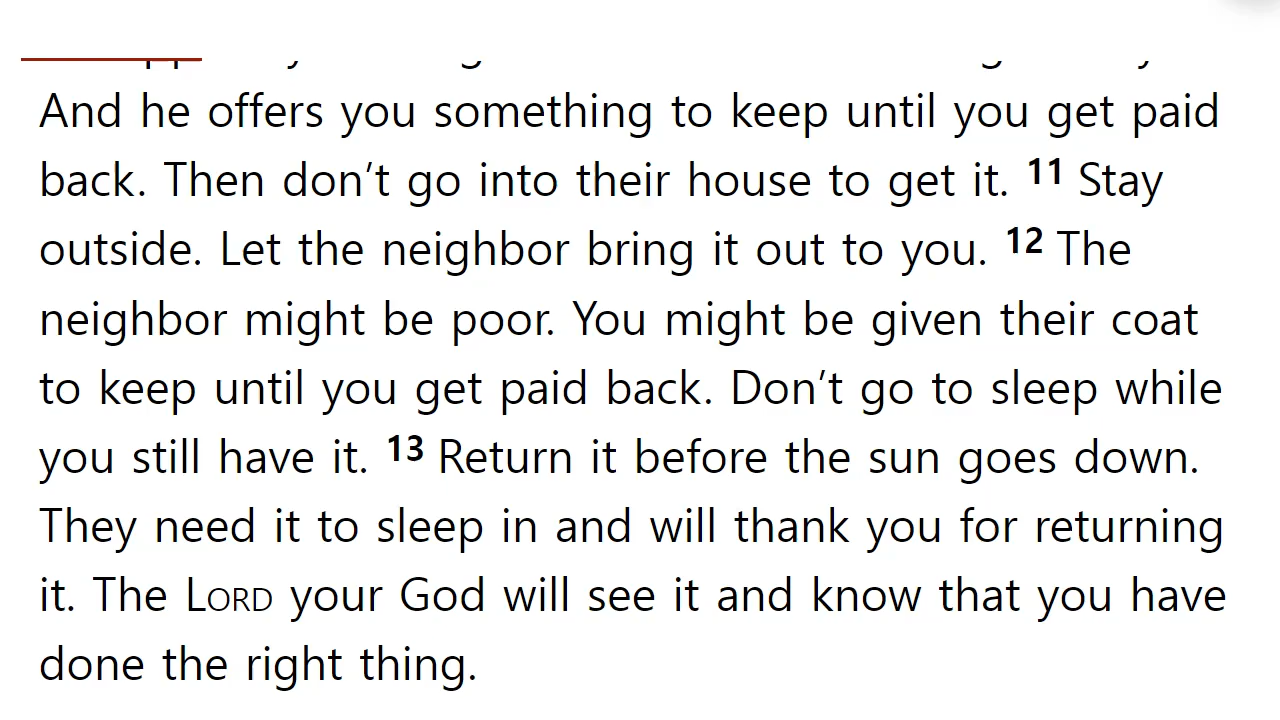 And he offers you something to keep until you get paid
back. Then don’t go into their house to get it. 11 Stay
outside. Let the neighbor bring it out to you. 12 The
neighbor might be poor. You might be given their coat
to keep until you get paid back. Don’t go to sleep while
you still have it. 13 Return it before the sun goes down.
They need it to sleep in and will thank you for returning
it. The LORD your God will see it and know that you have
done the right thing.